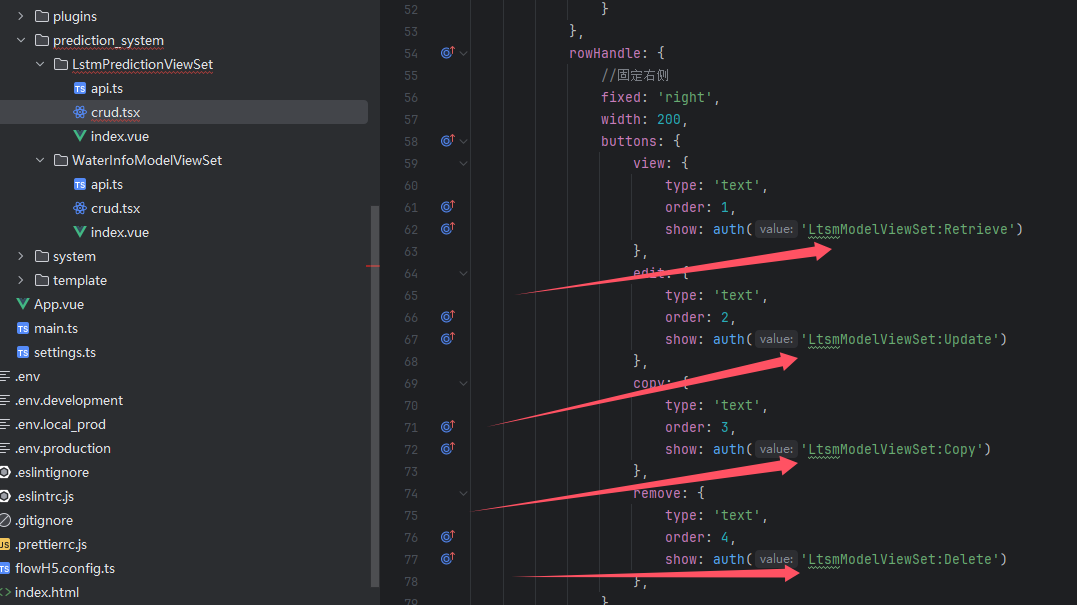 plugins
prediction_system
LstmPredictionViewSet
api.ts
crud.tsx
index.vue
WaterInfoModelViewSet
api.ts
crud.tsx
index.vue
system
template
App.vue
main.ts
settings.ts
.env
.env.development
.env.local_prod
.env.production
.eslintignore
.eslintrc.js
.gitignore
.prettierrc.js
flowH5.config.ts
index.html
52 }
53 },
54 rowHandle: {
55 //固定右侧
56 fixed: 'right',
57 width: 200,
58 buttons: {
59 view: {
60 type: 'text',
61 order: 1,
62 show: auth( value: 'LtsmModelViewSet:Retrieve')
63 },
64 edit: {
65 type: 'text',
66 order: 2,
67 show: auth( value: 'LtsmModelViewSet:Update')
68 },
69 copy: {
70 type: 'text',
71 order: 3,
72 show: auth( value: 'LtsmModelViewSet:Copy')
73 },
74 remove: {
75 type: 'text',
76 order: 4,
77 show: auth( value: 'LtsmModelViewSet:Delete')
78 },
79 }